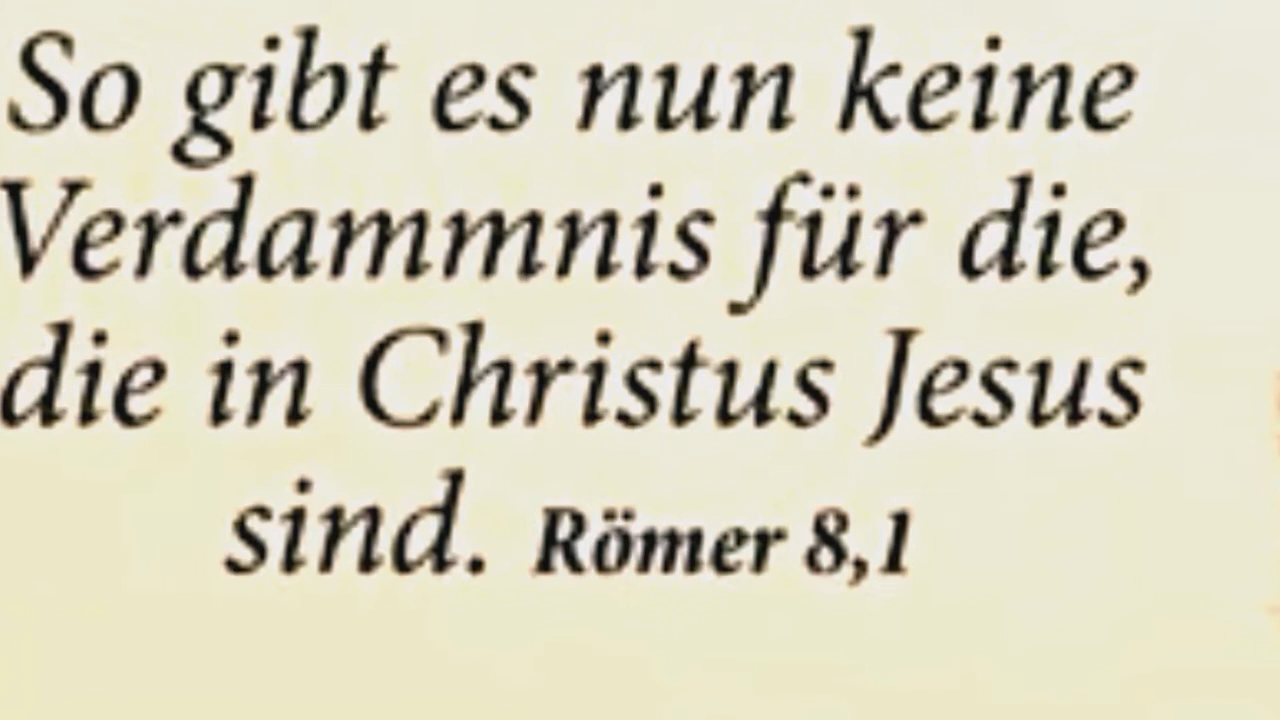 So gibt es nun keine
Verdammnis für die,
die in Christus Jesus
sind. Römer 8,1